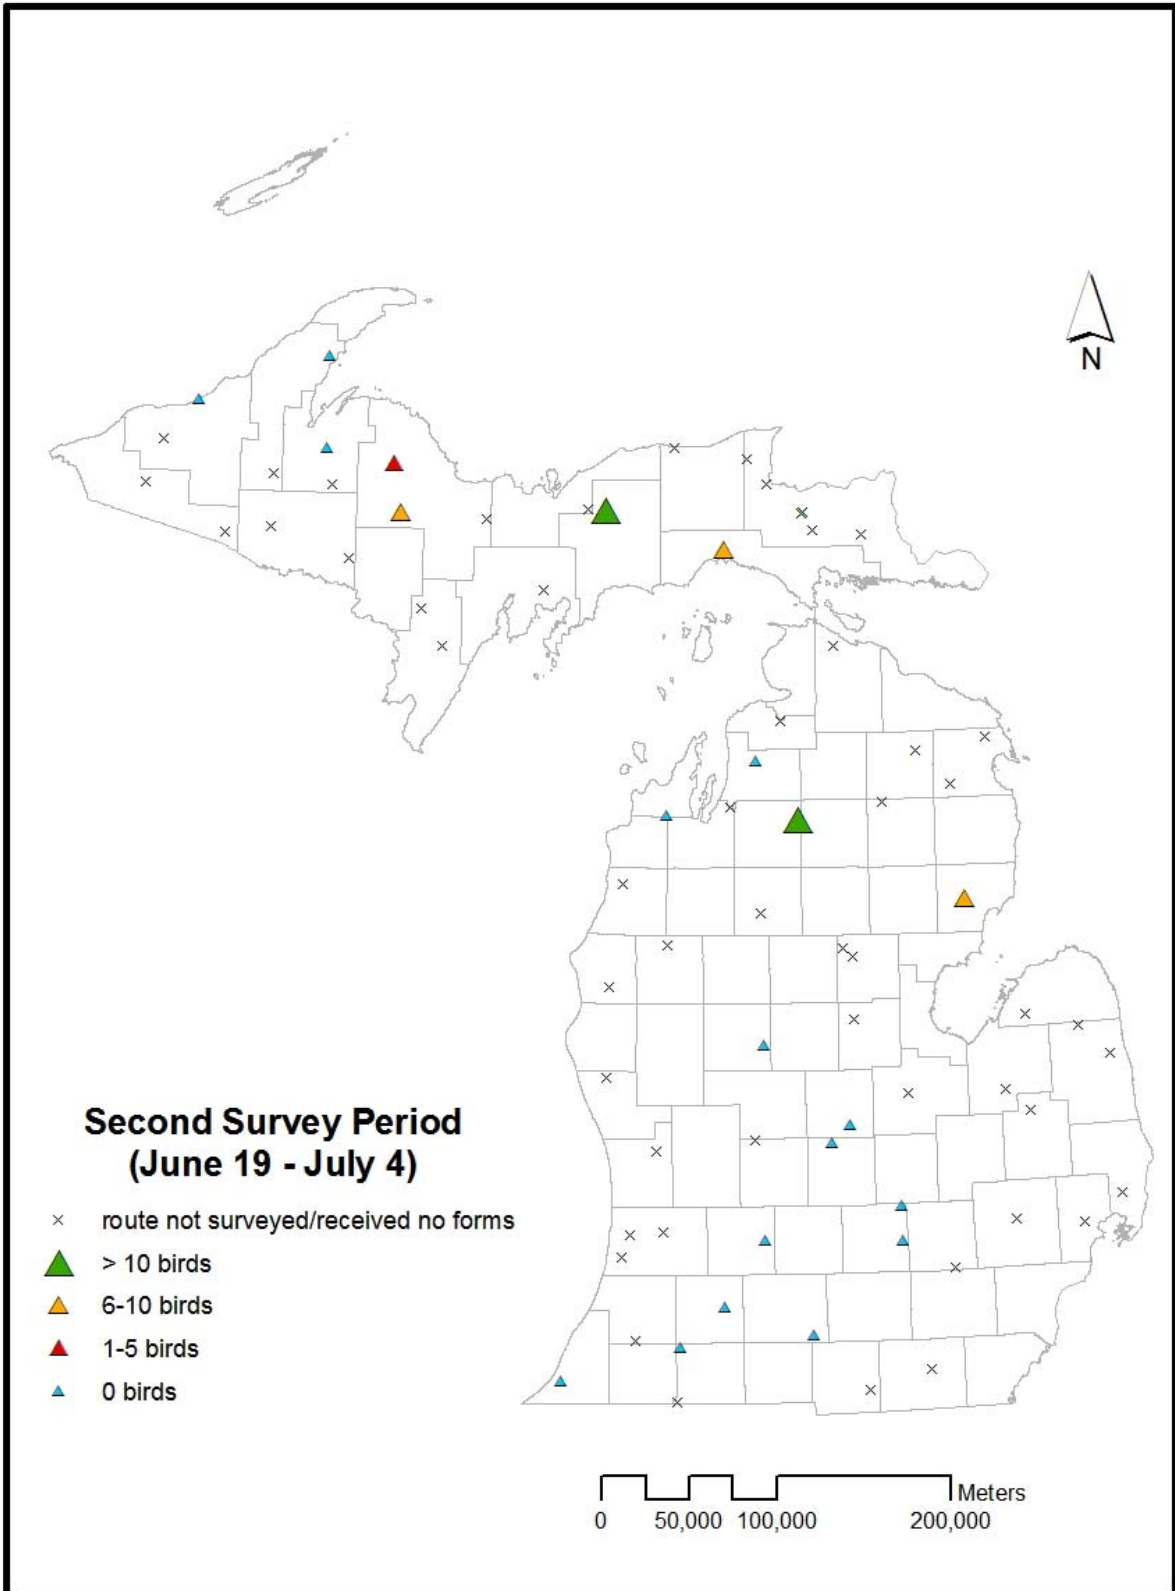 N
Second Survey Period
(June 19 - July 4)
route not surveyed/received no forms
> 10 birds
6-10 birds
1-5 birds
0 birds
Meters
0 50,000 100,000 200,000